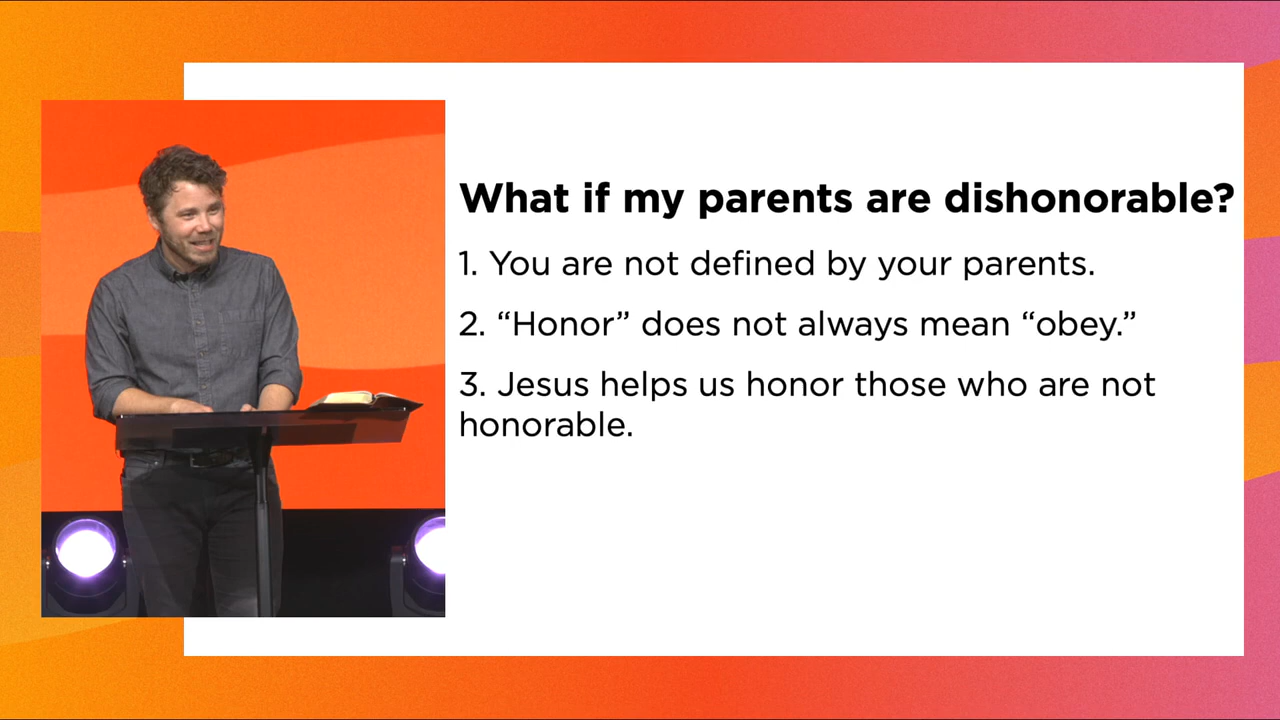 What if my parents are dishonorable?
1. You are not defined by your parents.
2. “Honor” does not always mean “obey.”
3. Jesus helps us honor those who are not
honorable.